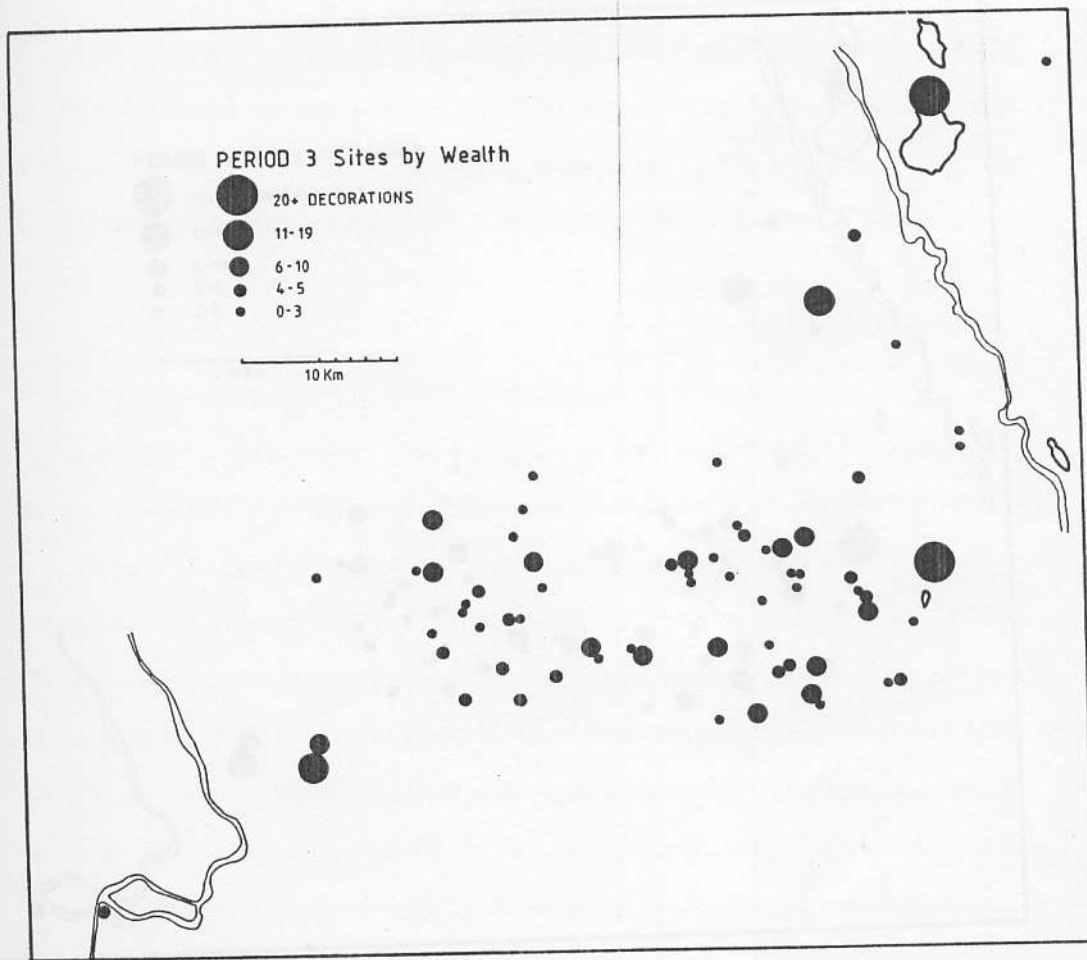 PERIOD 3 Sites by Wealth
20+ DECORATIONS
11-19
6-10
4-5
0-3
10 Km